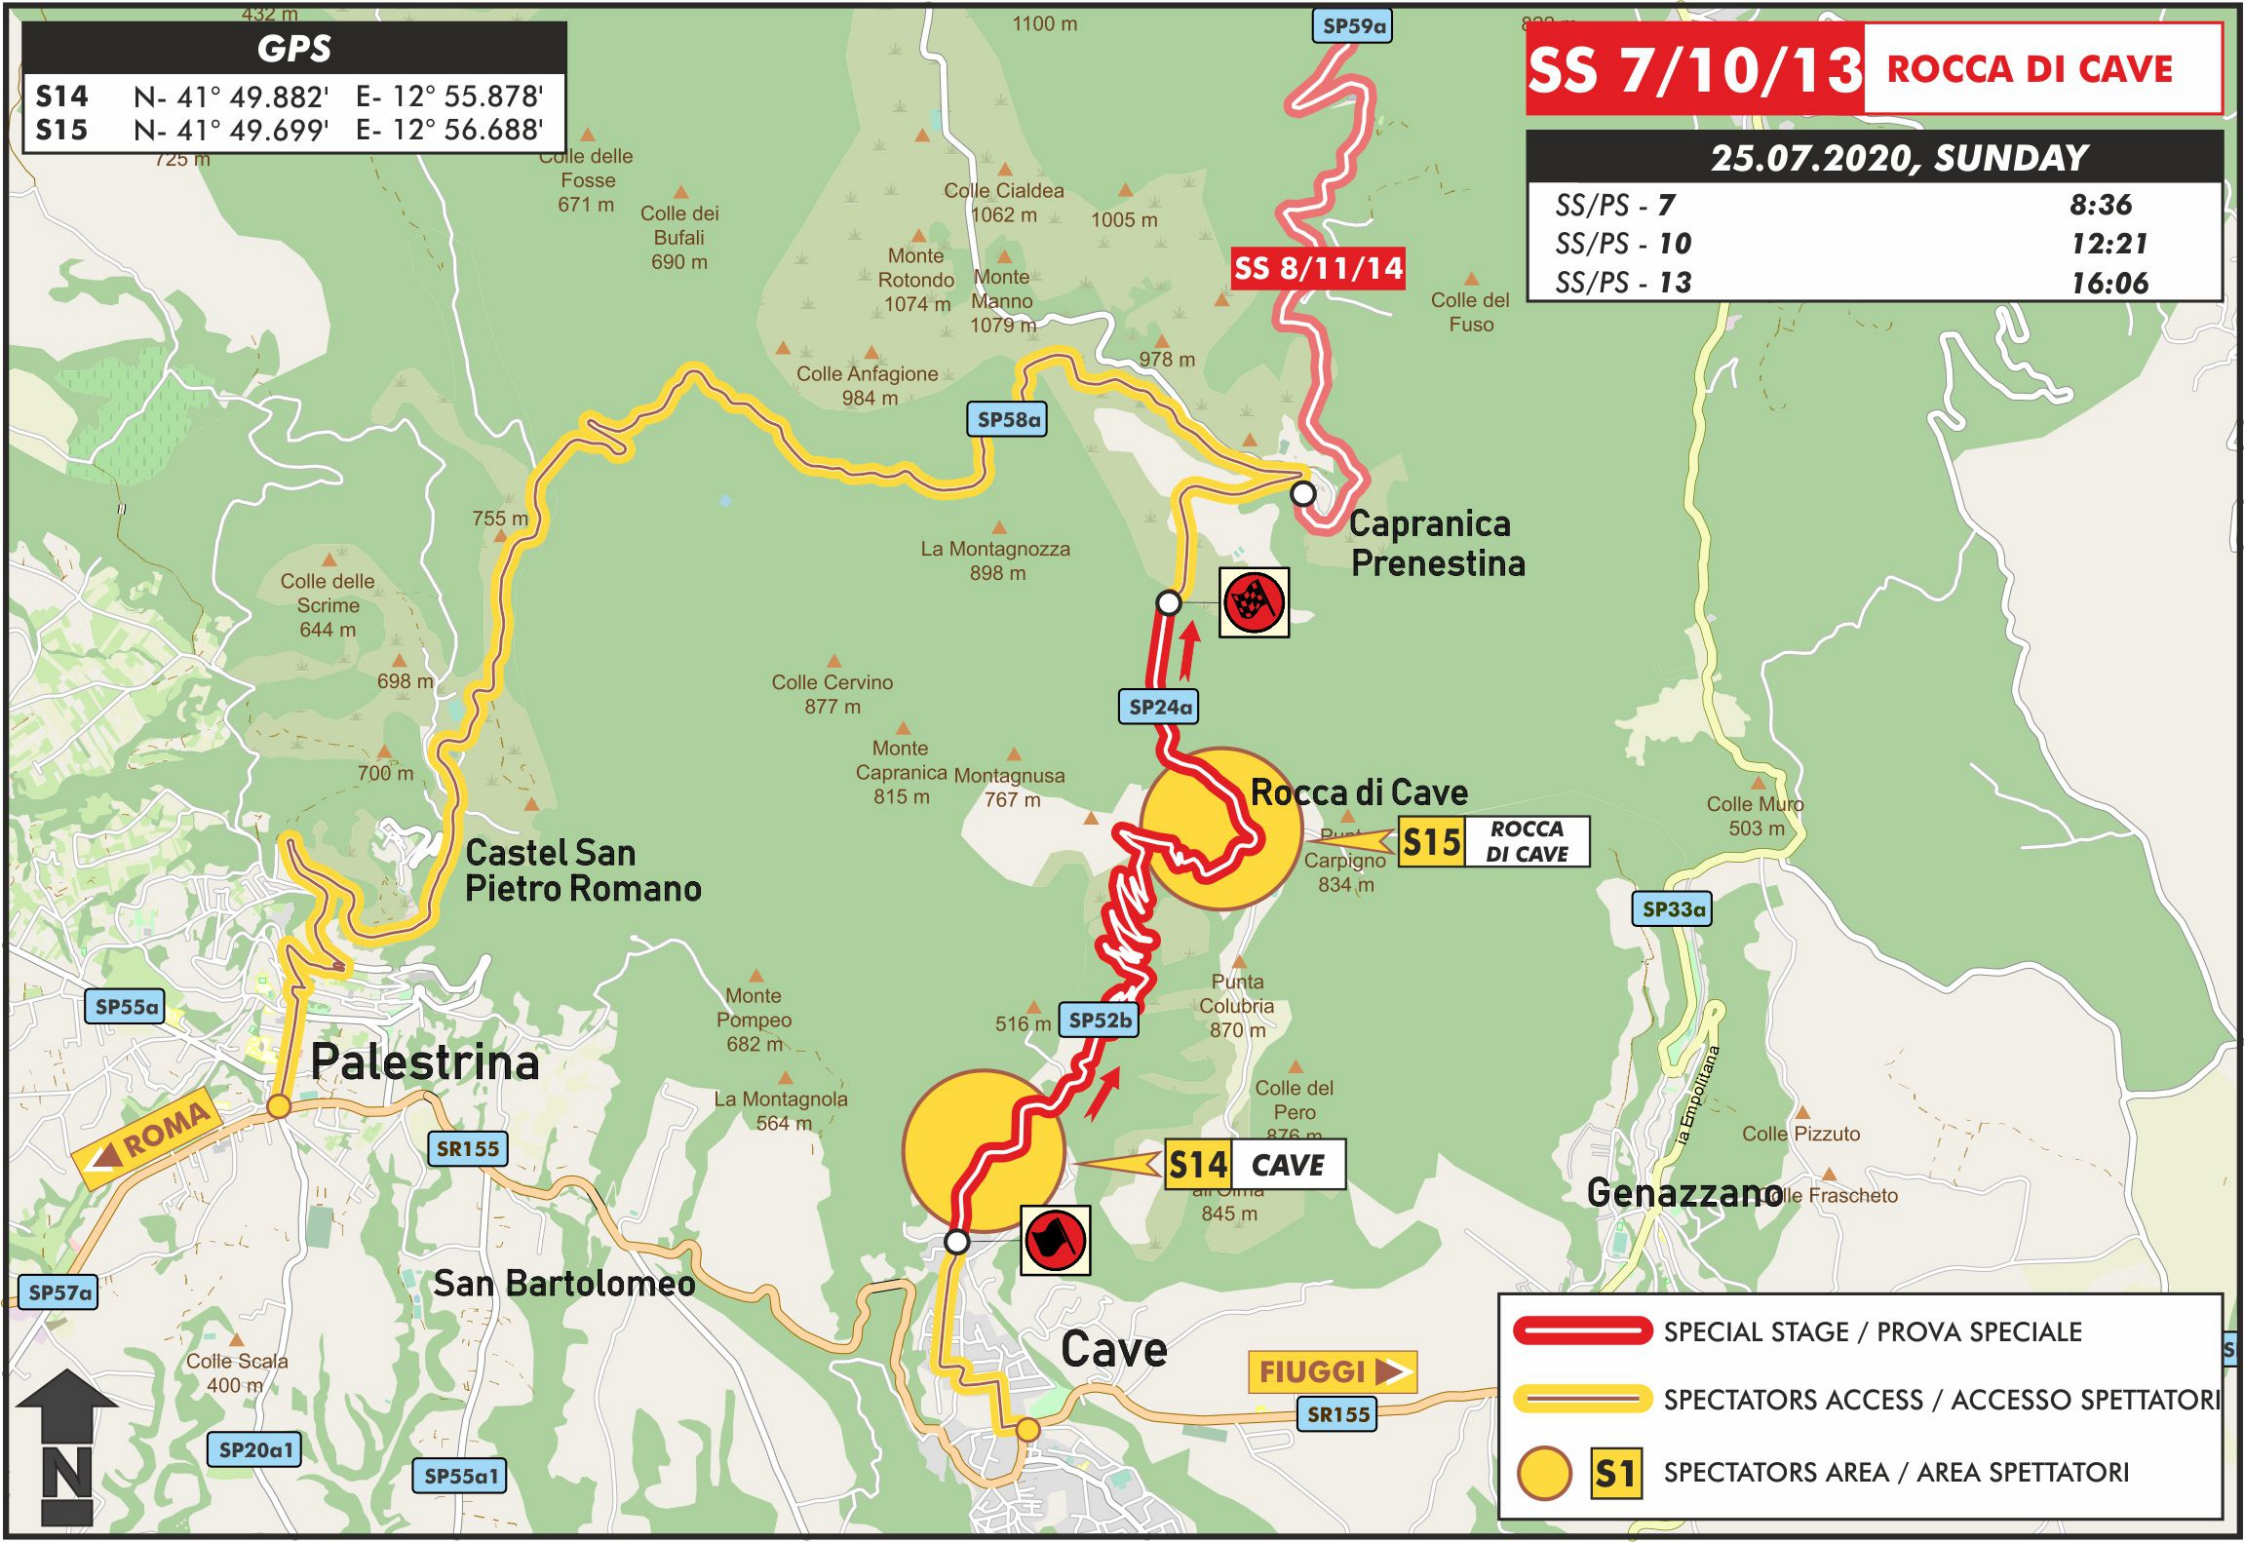 432 m
1100 m
SP59a
GPS
S14 N- 41° 49.882' E- 12° 55.878'
S15 N- 41° 49.699' E- 12° 56.688'
725 m
SS 7/10/13 ROCCA DI CAVE
25.07.2020, SUNDAY
SS/PS - 7 8:36
SS/PS - 10 12:21
SS/PS - 13 16:06
Colle delle
Fosse
671 m
Colle dei
Bufali
690 m
Colle Cialdea
1062 m
1005 m
Monte
Rotondo
1074 m
Monte
Manno
1079 m
SS 8/11/14
Colle del
Fuso
978 m
Colle Anfagione
984 m
SP58a
755 m
La Montagnozza
898 m
Capranica
Prenestina
Colle delle
Scrime
644 m
698 m
Colle Cervino
877 m
SP24a
700 m
Monte
Capranica
815 m
Montagnusa
767 m
Rocca di Cave
Carpigno
834 m
S15 ROCCA
DI CAVE
Colle Muro
503 m
Castel San
Pietro Romano
SP33a
SP55a
Monte
Pompeo
682 m
516 m
SP52b
Punta
Colubria
870 m
Palestrina
La Montagnola
564 m
Colle del
Pero
876 m
ia Empolitana
Colle Pizzuto
ROMA
SR155
S14 CAVE
all'Olma
845 m
Genazzano
olle Frascheto
SP57a
San Bartolomeo
Cave
FIUGGI
SR155
Colle Scala
400 m
SP20a1
SP55a1
N
SPECIAL STAGE / PROVA SPECIALE
SPECTATORS ACCESS / ACCESSO SPETTATORI
S1 SPECTATORS AREA / AREA SPETTATORI